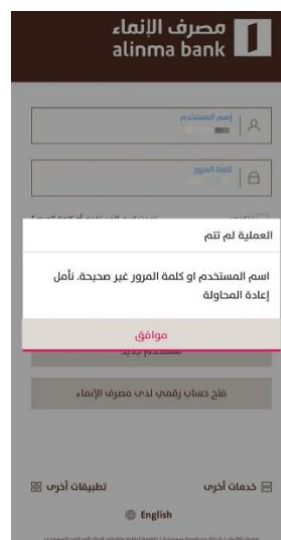 مصرف الإنماء
alinma bank
إسم المستخدم
كلمة المرور
العملية لم تتم
اسم المستخدم او كلمة المرور غير صحيحة. نأمل
إعادة المحاولة
موافق
مستخدم جديد
فتح حساب رقمي لدى مصرف الإنماء
خدمات أخرى
تطبيقات أخرى
English